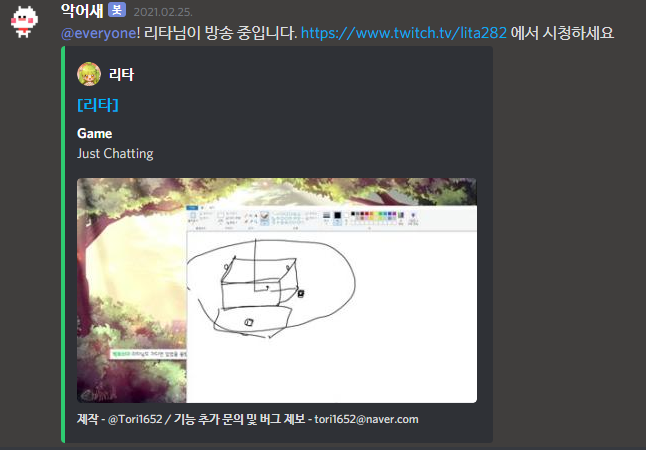 악어새 봇 2021.02.25.
@everyone! 리타님이 방송 중입니다. https://www.twitch.tv/lita282 에서 시청하세요
리타
[리타]
Game
Just Chatting
제작 - @Tori1652 / 기능 추가 문의 및 버그 제보 - tori1652@naver.com